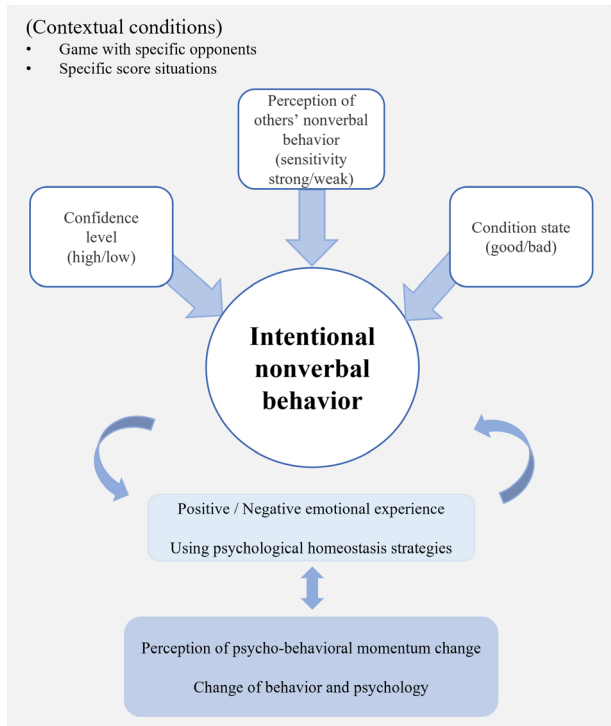 (Contextual conditions)
• Game with specific opponents
• Specific score situations
Perception of
others’ nonverbal
behavior
(sensitivity
strong/weak)
Confidence
level
(high/low)
Condition state
(good/bad)
Intentional
nonverbal
behavior
Positive / Negative emotional experience
Using psychological homeostasis strategies
Perception of psycho-behavioral momentum change
Change of behavior and psychology